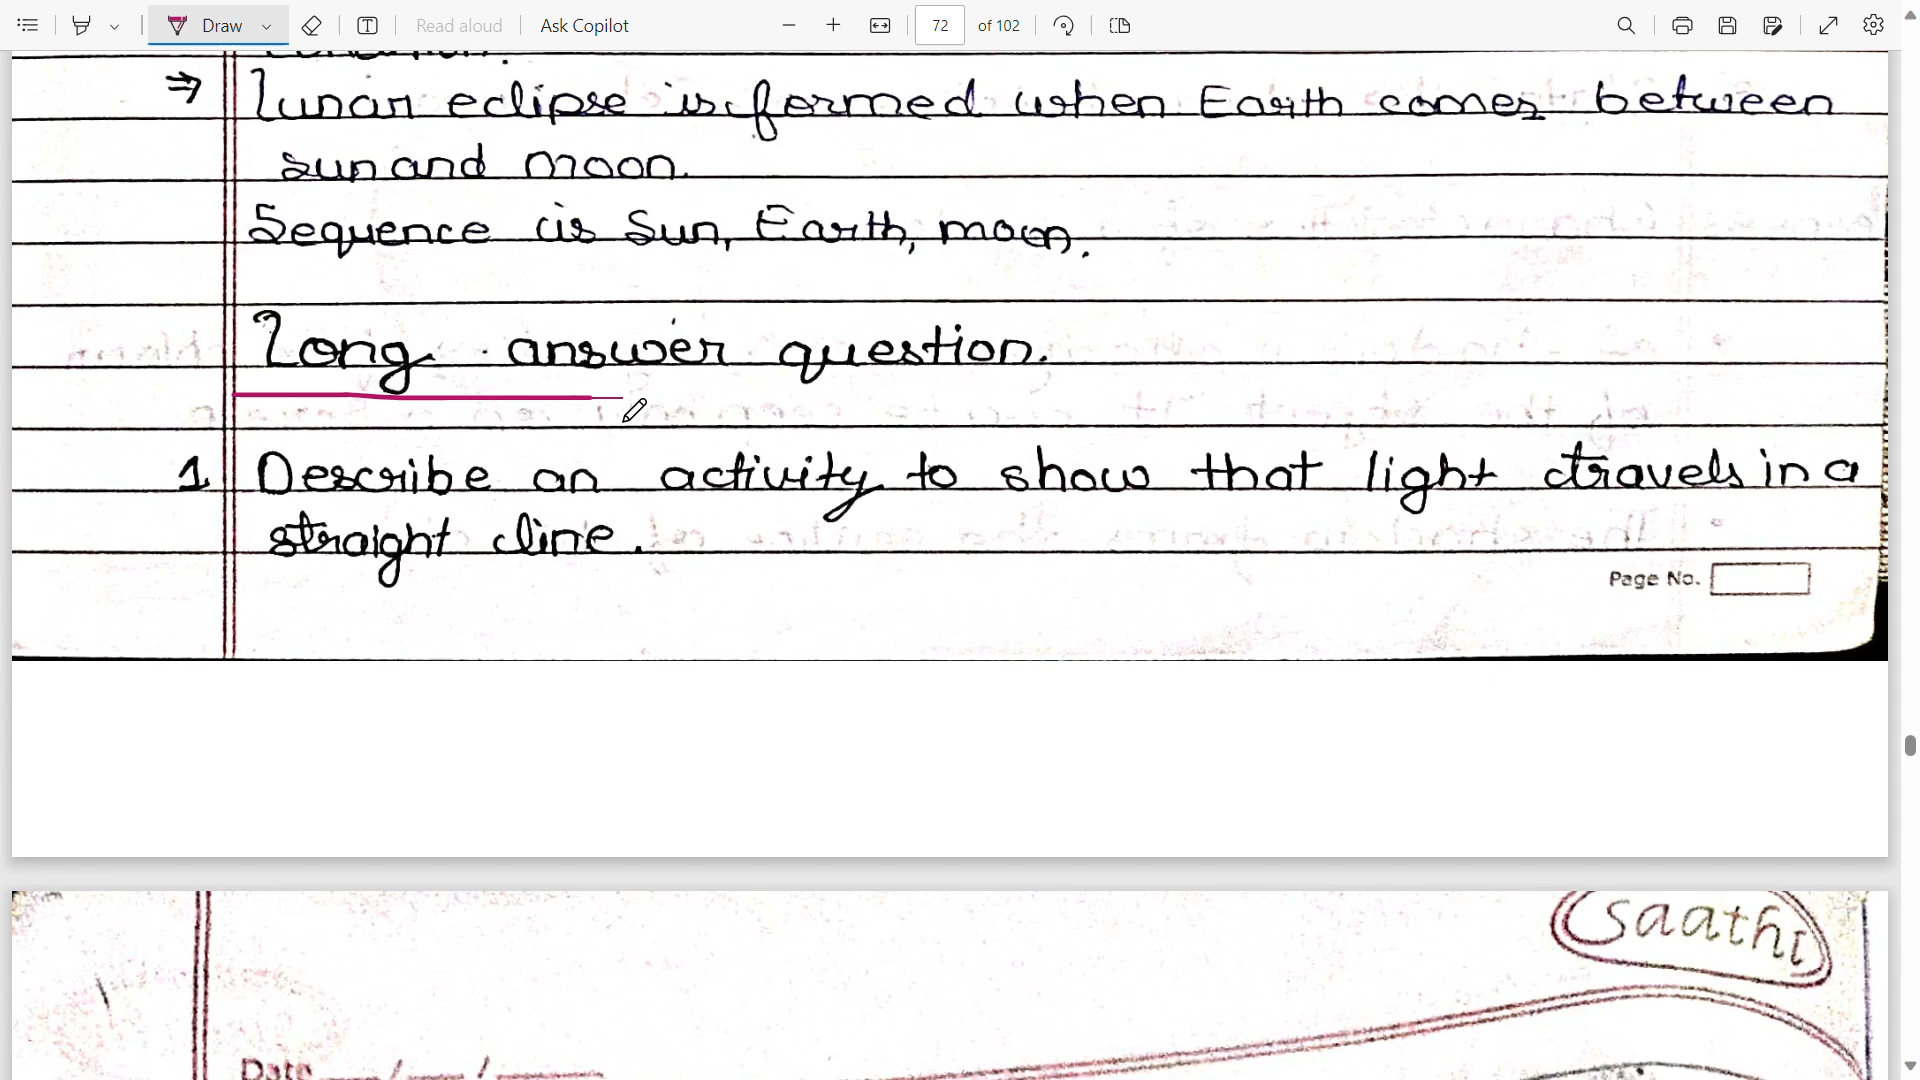 Draw
Read aloud
Ask Copilot
72
of 102
⇒ Lunar eclipse is formed when Earth comes between
sun and moon.
Sequence is Sun, Earth, moon.
Long answer question.
1 Describe an activity to show that light travels in a
straight line.
Page No.
Saathi
Date / /